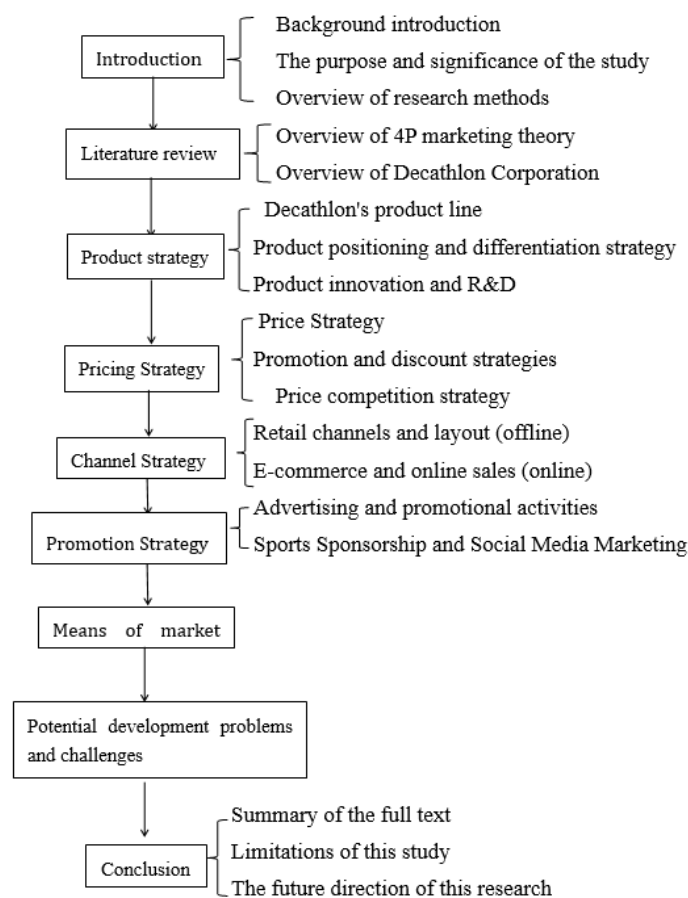 Background introduction
Introduction
The purpose and significance of the study
Overview of research methods
Overview of 4P marketing theory
Literature review
Overview of Decathlon Corporation
Decathlon's product line
Product strategy
Product positioning and differentiation strategy
Product innovation and R&D
Price Strategy
Pricing Strategy
Promotion and discount strategies
Price competition strategy
Retail channels and layout (offline)
Channel Strategy
E-commerce and online sales (online)
Advertising and promotional activities
Promotion Strategy
Sports Sponsorship and Social Media Marketing
Means of market
Potential development problems
and challenges
Summary of the full text
Conclusion
Limitations of this study
The future direction of this research